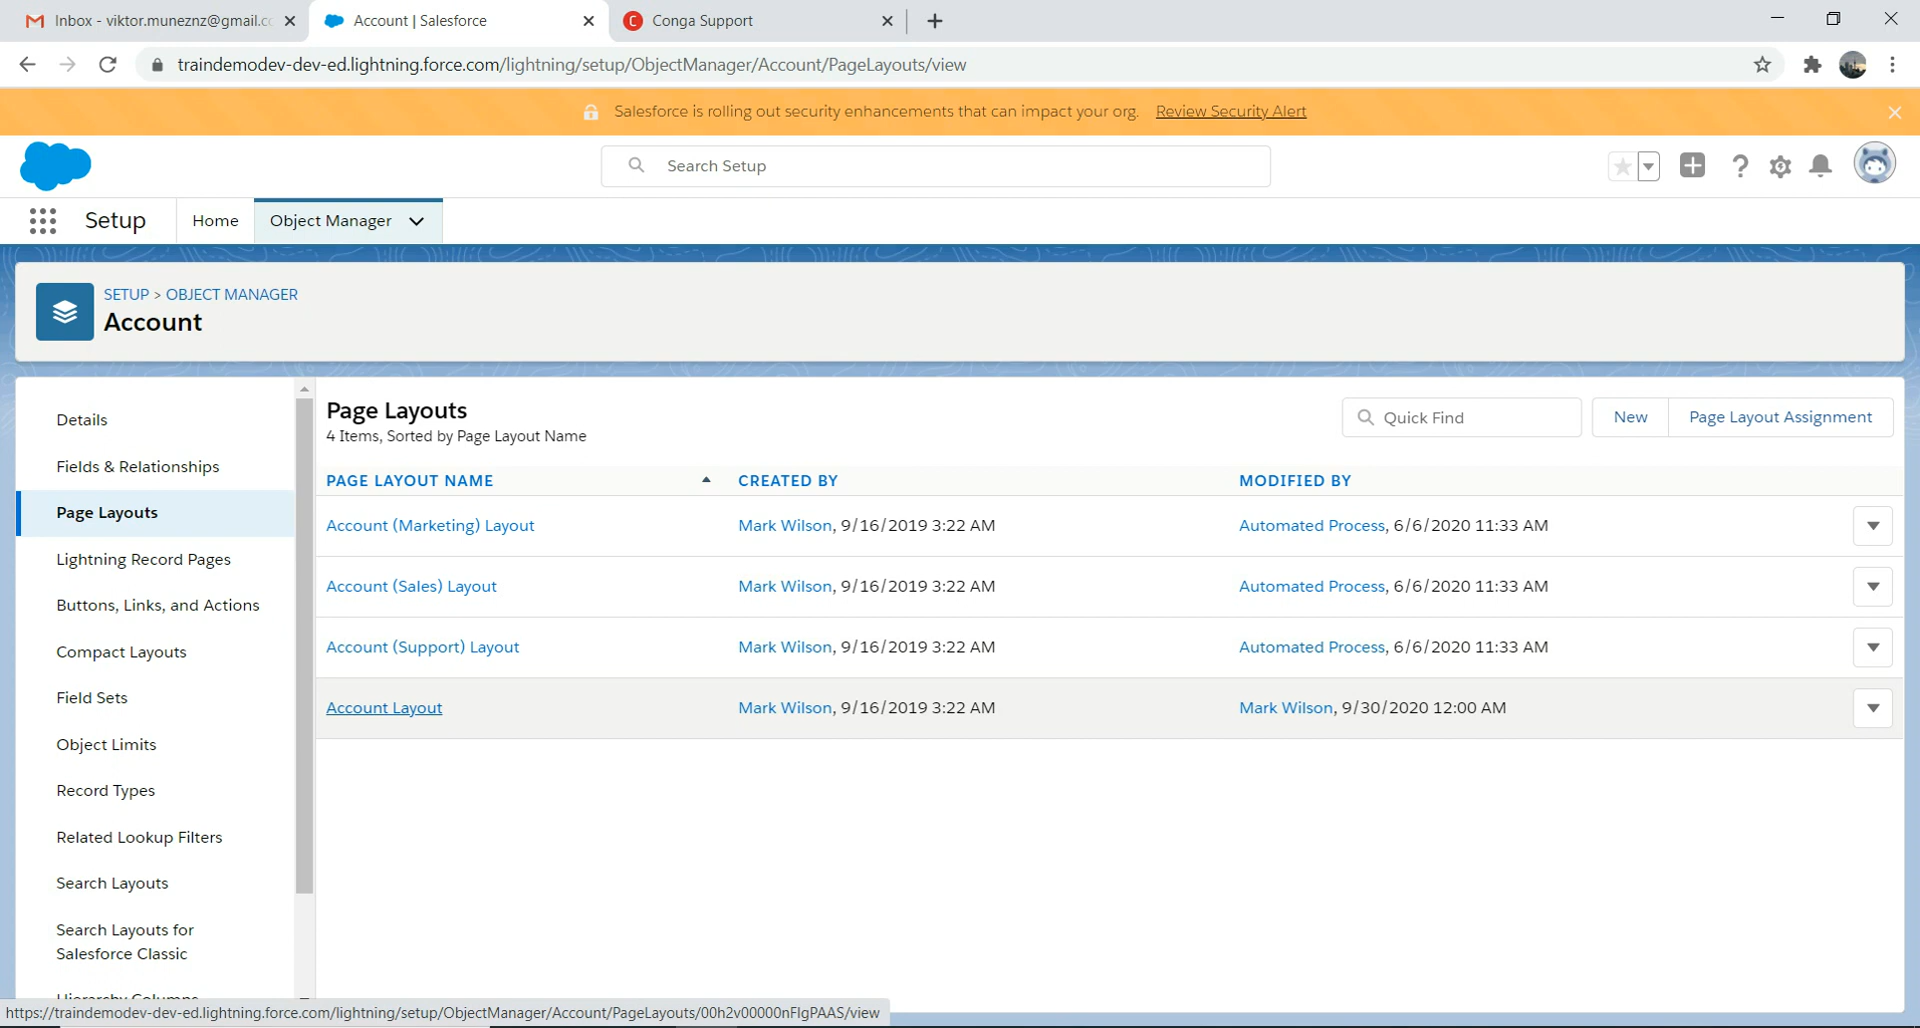 Inbox - viktor.muneznz@gmail.co
Account | Salesforce
Conga Support
traindemodev-dev-ed.lightning.force.com/lightning/setup/ObjectManager/Account/PageLayouts/view
Salesforce is rolling out security enhancements that can impact your org. Review Security Alert
Search Setup
Setup
Home
Object Manager
SETUP > OBJECT MANAGER
Account
Details
Fields & Relationships
Page Layouts
Lightning Record Pages
Buttons, Links, and Actions
Compact Layouts
Field Sets
Object Limits
Record Types
Related Lookup Filters
Search Layouts
Search Layouts for
Salesforce Classic
Hierarchy Columns
Page Layouts
4 Items, Sorted by Page Layout Name
Quick Find
New
Page Layout Assignment
PAGE LAYOUT NAME CREATED BY MODIFIED BY
Account (Marketing) Layout Mark Wilson, 9/16/2019 3:22 AM Automated Process, 6/6/2020 11:33 AM
Account (Sales) Layout Mark Wilson, 9/16/2019 3:22 AM Automated Process, 6/6/2020 11:33 AM
Account (Support) Layout Mark Wilson, 9/16/2019 3:22 AM Automated Process, 6/6/2020 11:33 AM
Account Layout Mark Wilson, 9/16/2019 3:22 AM Mark Wilson, 9/30/2020 12:00 AM
https://traindemodev-dev-ed.lightning.force.com/lightning/setup/ObjectManager/Account/PageLayouts/00h2v00000nFIgPAAS/view